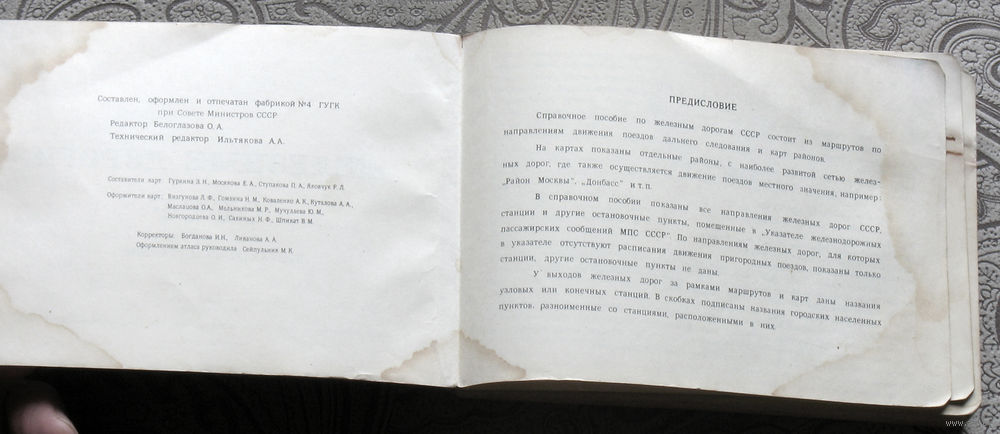 Составлен, оформлен и отпечатан фабрикой №4 ГУГК
при Совете Министров СССР
Редактор Белоглазова О. А.
Технический редактор Ильтякова А.А.
Составители карт: Гуркина З. Н., Мосякова Е. А., Ступакова П. А., Яковчук Р. Л.
Оформители карт: Визгунова Л. Ф., Гомзина Н. М., Коваленко А. К., Куталова А. А.,
Маслацова О.А., Мельникова М. Р., Мучулаева Ю. М.,
Новгородцева О. И., Салиных Н. Ф., Шпикат В. М.
Корректоры: Богданова И.Н., Ливанова А. А.
Оформлением атласа руководила Сейпульник М. К.
ПРЕДИСЛОВИЕ
Справочное пособие по железным дорогам СССР состоит из маршрутов по
направлениям движения поездов дальнего следования и карт районов.
На картах показаны отдельные районы, с наиболее развитой сетью желез-
ных дорог, где также осуществляется движение поездов местного значения, например:
„Район Москвы", „Донбасс" и т. п.
В справочном пособии показаны все направления железных дорог СССР,
станции и другие остановочные пункты, помещенные в „Указателе железнодорожных
пассажирских сообщений МПС СССР". По направлениям железных дорог, для которых
в указателе отсутствуют расписания движения пригородных поездов, показаны только
станции, другие остановочные пункты не даны.
У выходов железных дорог за рамками маршрутов и карт даны названия
узловых или конечных станций. В скобках подписаны названия городских населенных
пунктов, разноименные со станциями, расположенными в них.
www.